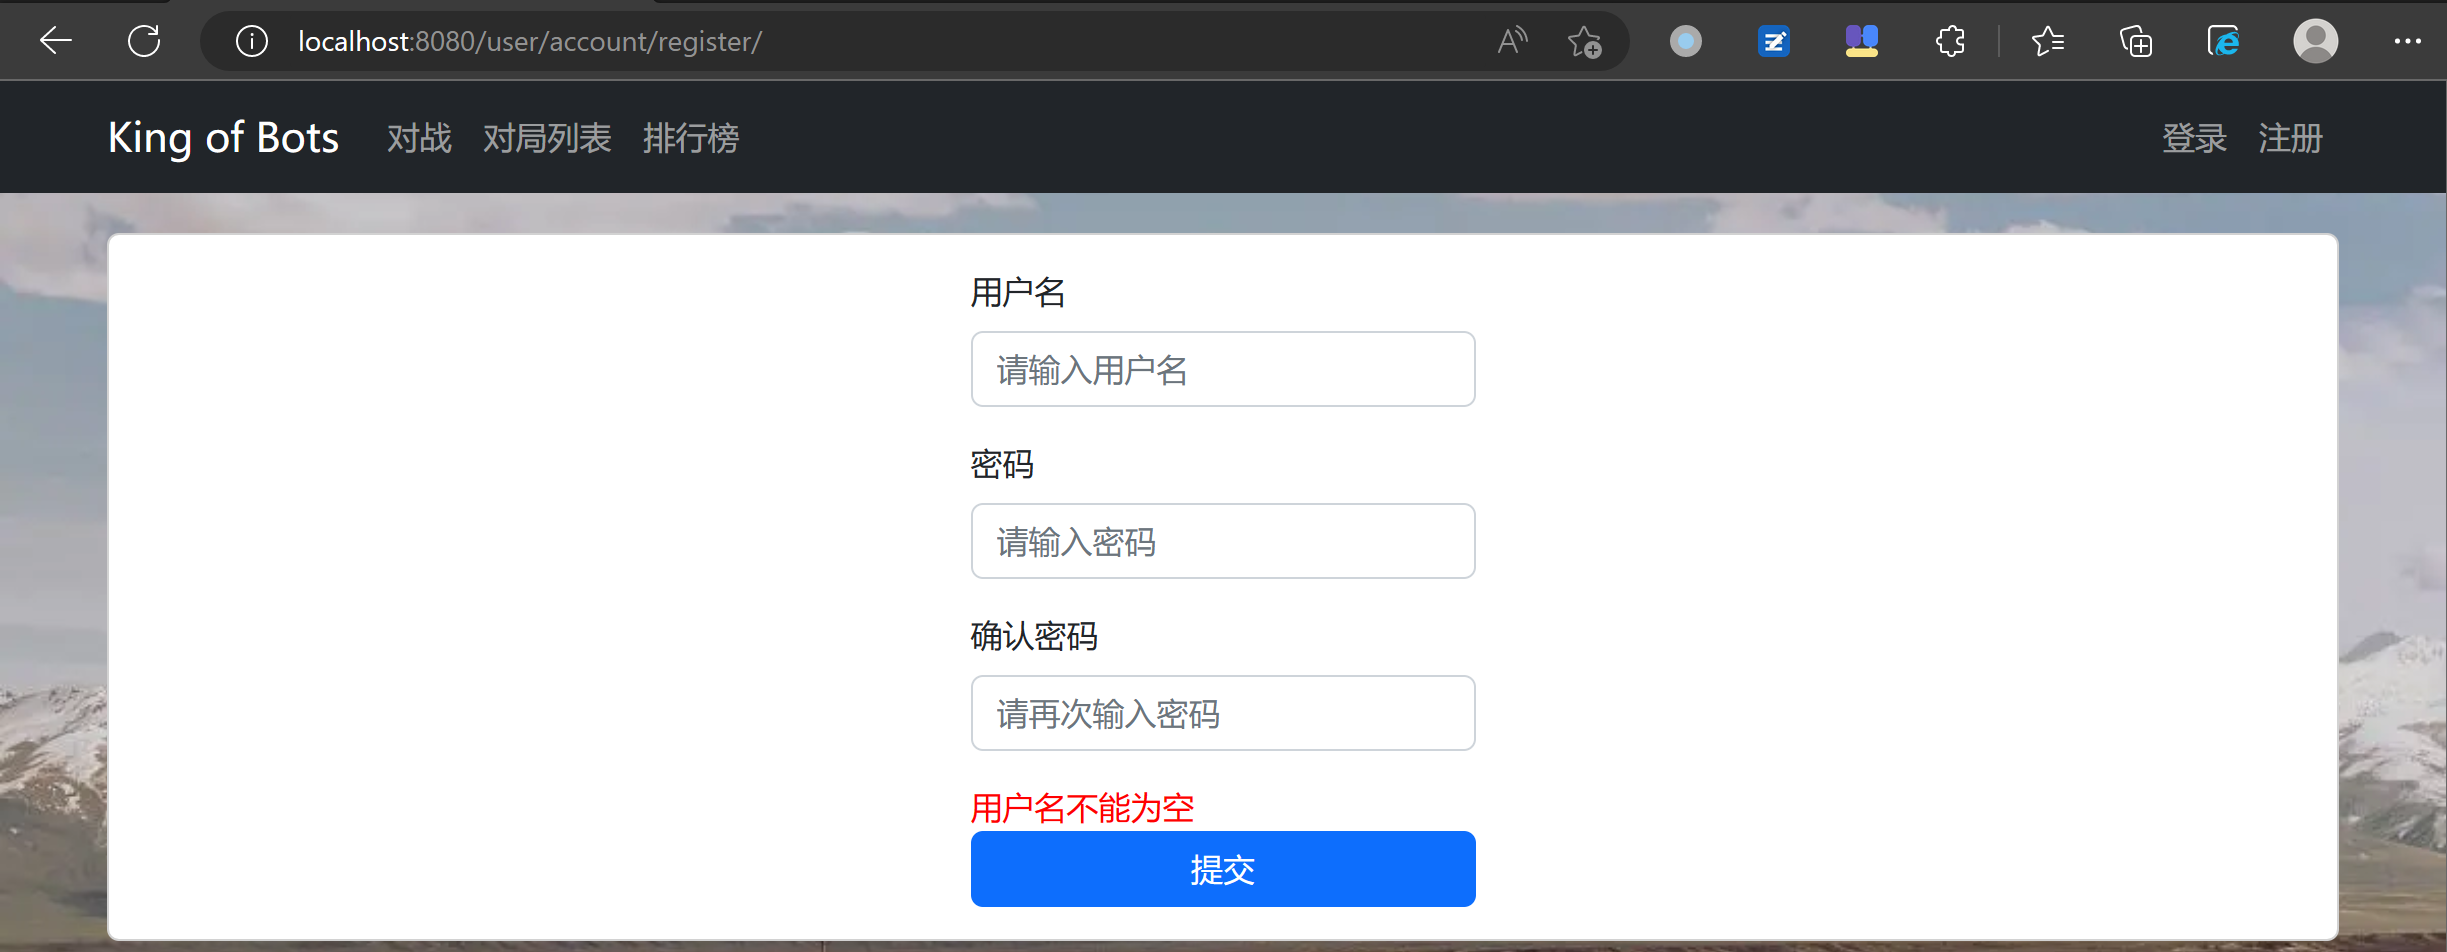 localhost:8080/user/account/register/
King of Bots 对战 对局列表 排行榜 登录 注册
用户名
请输入用户名
密码
请输入密码
确认密码
请再次输入密码
用户名不能为空
提交